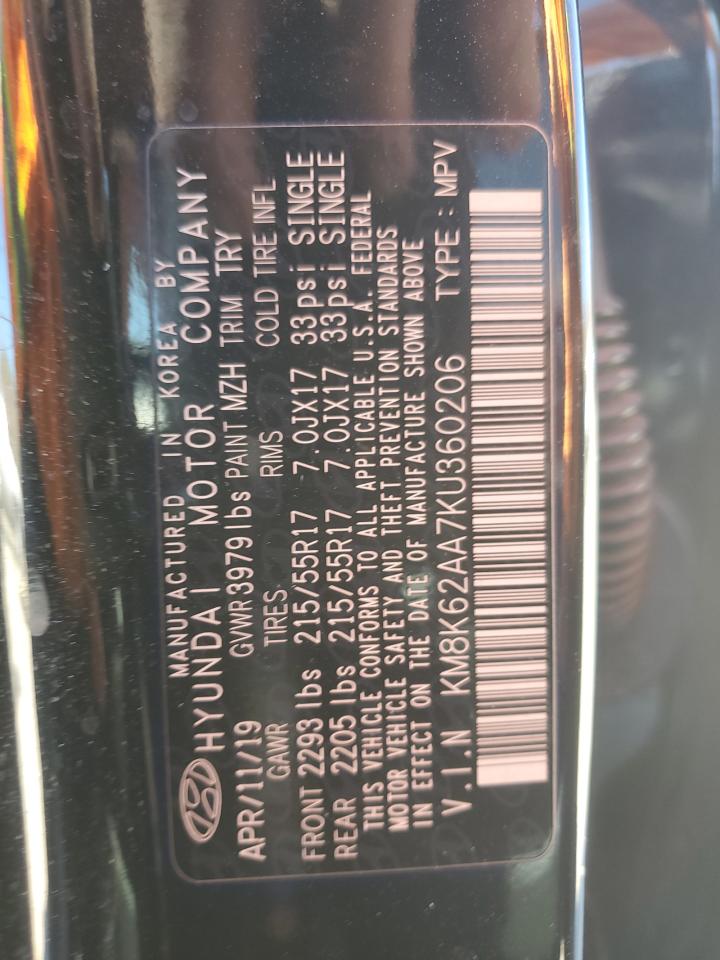 MANUFACTURED IN KOREA BY
HYUNDAI MOTOR COMPANY
APR/11/19 GVWR 3979 lbs PAINT MZH TRIM TRY
GAWR TIRES RIMS COLD TIRE INFL
FRONT 2293 lbs 215/55R17 7.0JX17 33psi SINGLE
REAR 2205 lbs 215/55R17 7.0JX17 33psi SINGLE
THIS VEHICLE CONFORMS TO ALL APPLICABLE U.S.A. FEDERAL
MOTOR VEHICLE SAFETY AND THEFT PREVENTION STANDARDS
IN EFFECT ON THE DATE OF MANUFACTURE SHOWN ABOVE
V.I.N KM8K62AA7KU360206 TYPE : MPV